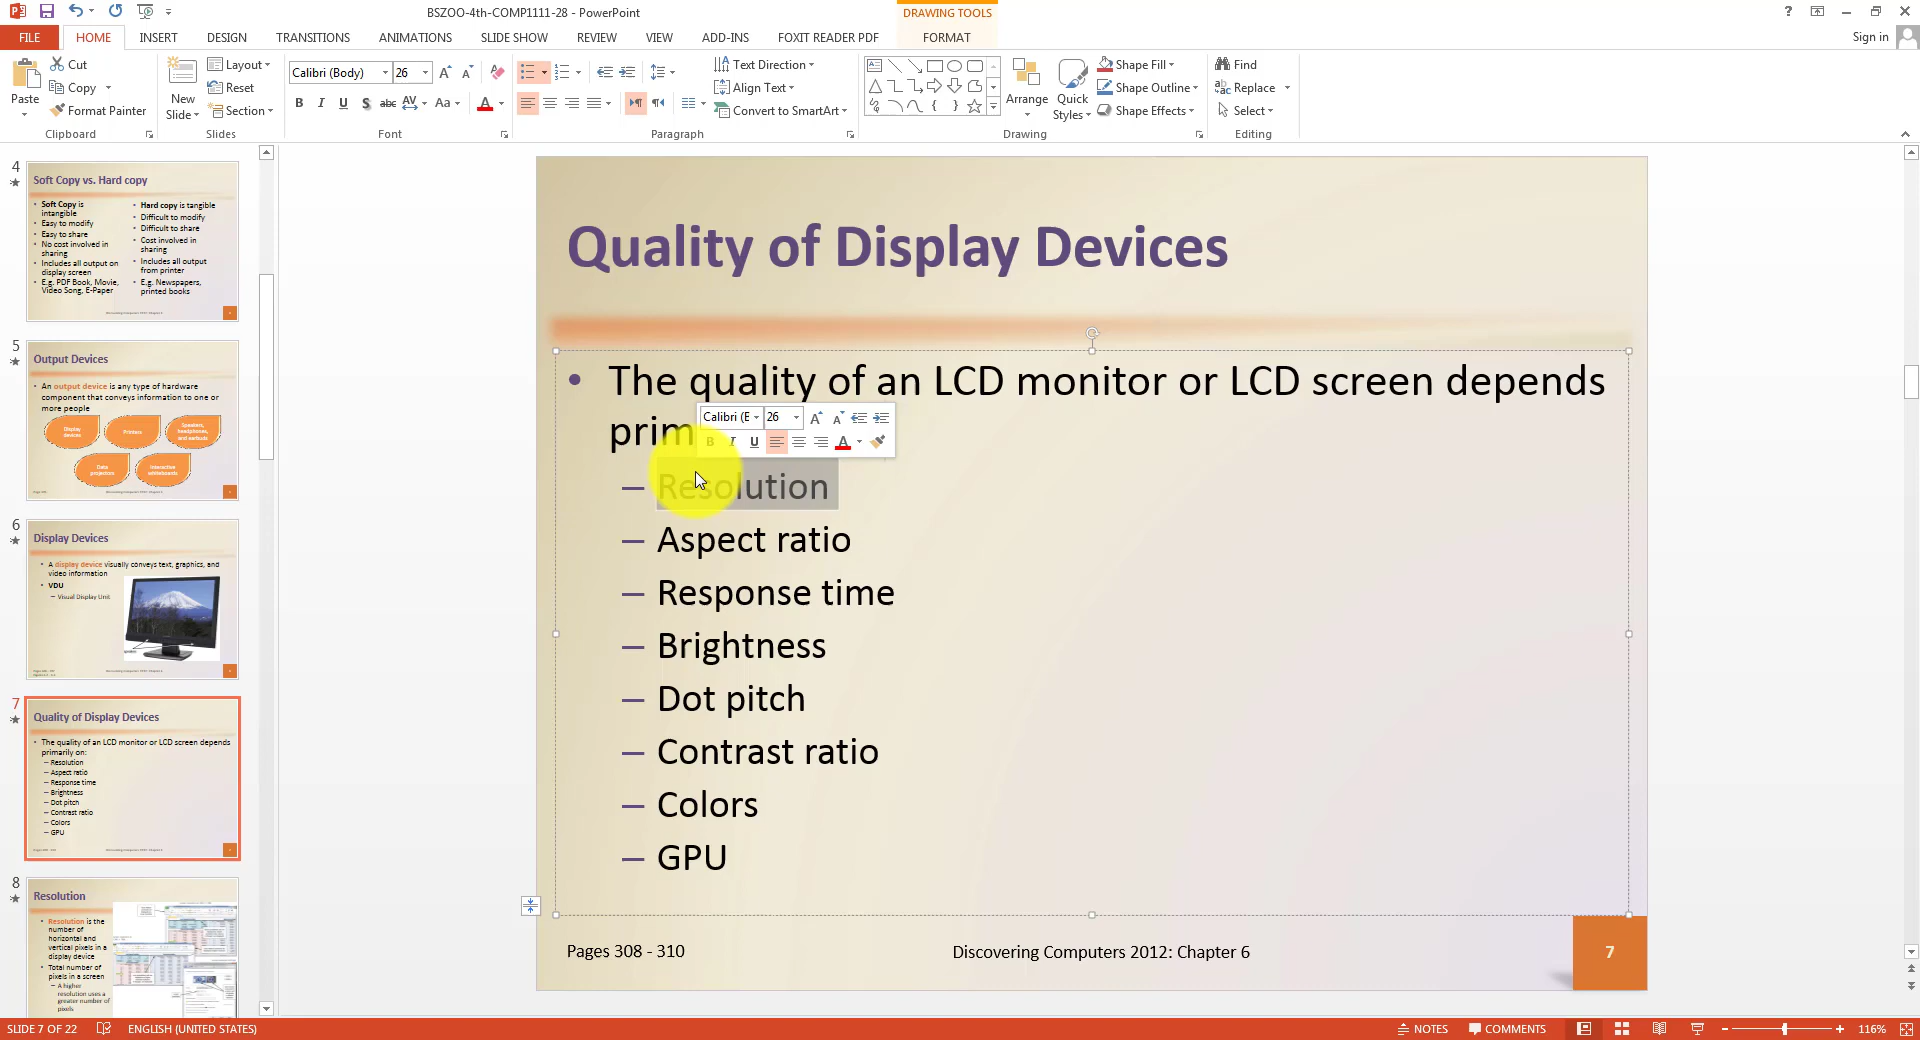 BSZOO-4th-COMP1111-28 - PowerPoint
DRAWING TOOLS
?
FILE
HOME
INSERT
DESIGN
TRANSITIONS
ANIMATIONS
SLIDE SHOW
REVIEW
VIEW
ADD-INS
FOXIT READER PDF
FORMAT
Sign in
Paste
Cut
Copy
Format Painter
Clipboard
New Slide
Layout
Reset
Section
Slides
Calibri (Body)
26
B I U S abc AV Aa A
Font
Text Direction
Align Text
Convert to SmartArt
Paragraph
Arrange
Quick Styles
Shape Fill
Shape Outline
Shape Effects
Drawing
Find
Replace
Select
Editing
4
Soft Copy vs. Hard copy
• Soft Copy is intangible
• Easy to modify
• Easy to share
• No cost involved in sharing
• Includes all output on display screen
• E.g. PDF Book, Movie, Video Song, E-Paper
• Hard copy is tangible
• Difficult to modify
• Difficult to share
• Cost involved in sharing
• Includes all output from printer
• E.g. Newspapers, printed books
5
Output Devices
• An output device is any type of hardware
component that conveys information to one or
more people
Display devices
Printers
Speakers, headphones, and earbuds
Data projectors
Interactive whiteboards
6
Display Devices
• A display device visually conveys text, graphics, and
video information
• VDU
– Visual Display Unit
7
Quality of Display Devices
• The quality of an LCD monitor or LCD screen depends
primarily on:
– Resolution
– Aspect ratio
– Response time
– Brightness
– Dot pitch
– Contrast ratio
– Colors
– GPU
8
Resolution
• Resolution is the
number of
horizontal and
vertical pixels in a
display device
• Total number of
pixels in a screen
– A higher
resolution uses a
greater number of
pixels
Quality of Display Devices
• The quality of an LCD monitor or LCD screen depends
prim
Calibri (E
26
B I U A
– Resolution
– Aspect ratio
– Response time
– Brightness
– Dot pitch
– Contrast ratio
– Colors
– GPU
Pages 308 - 310
Discovering Computers 2012: Chapter 6
7
SLIDE 7 OF 22
ENGLISH (UNITED STATES)
NOTES
COMMENTS
116%